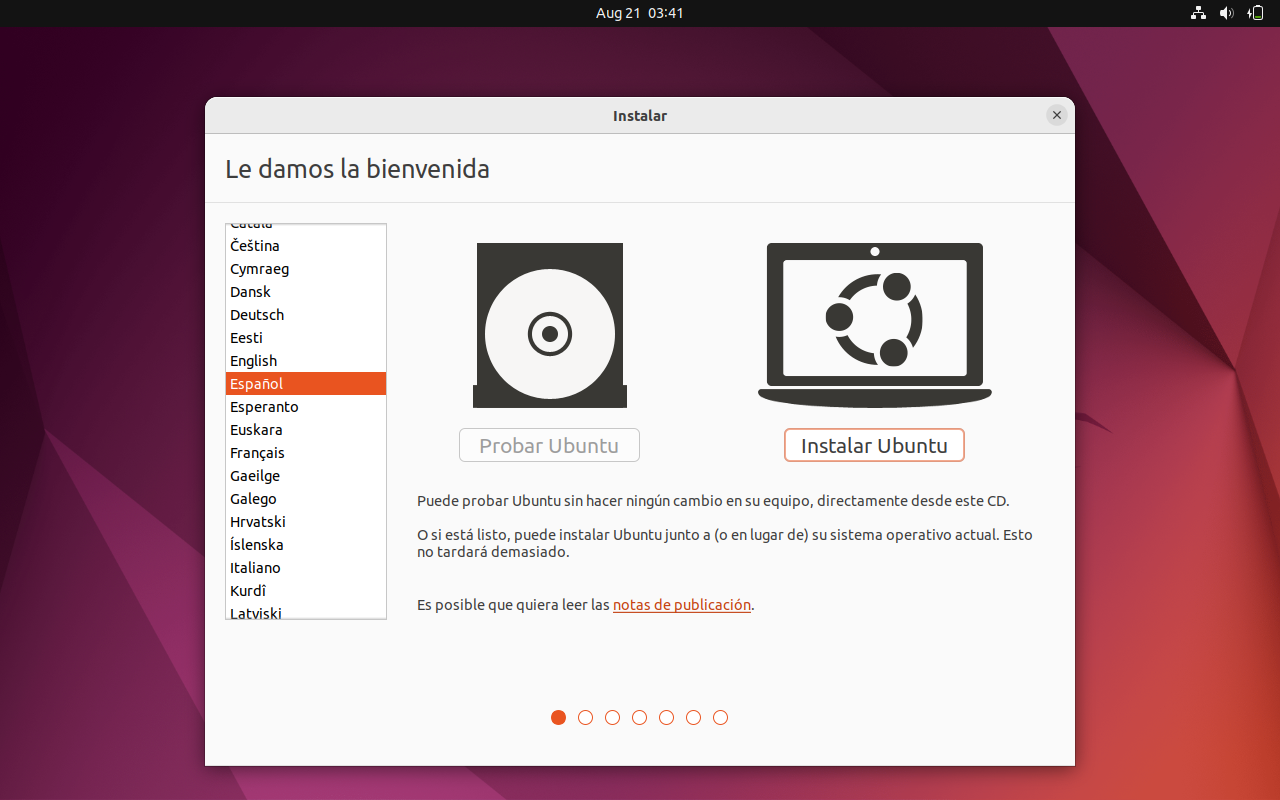 Aug 21 03:41
Instalar
Le damos la bienvenida
Català
Čeština
Cymraeg
Dansk
Deutsch
Eesti
English
Español
Esperanto
Euskara
Français
Gaeilge
Galego
Hrvatski
Íslenska
Italiano
Kurdî
Latviski
Probar Ubuntu
Instalar Ubuntu
Puede probar Ubuntu sin hacer ningún cambio en su equipo, directamente desde este CD.
O si está listo, puede instalar Ubuntu junto a (o en lugar de) su sistema operativo actual. Esto
no tardará demasiado.
Es posible que quiera leer las notas de publicación.